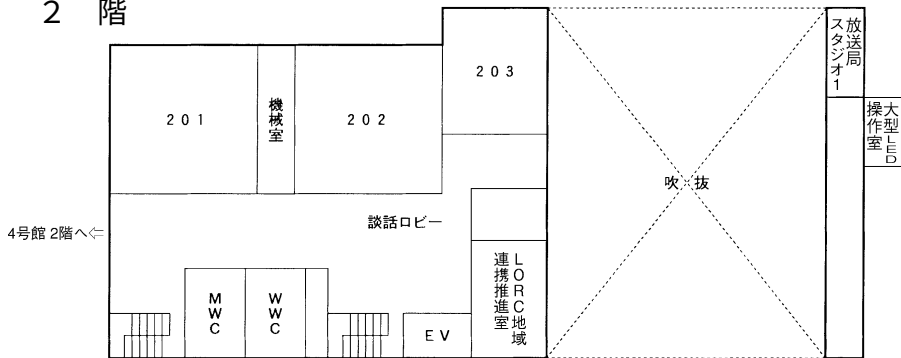 2 階
放送局
スタジオ1
203
機械室
201
202
大型LED
操作室
吹 抜
談話ロビー
4号館 2階へ⇦
LORC地域
連携推進室
MWC
WWC
EV